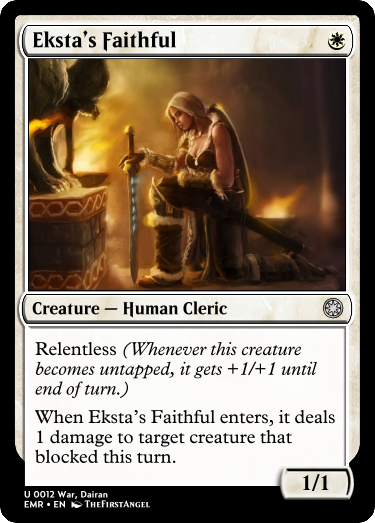 Eksta's Faithful
Creature — Human Cleric
Relentless (Whenever this creature
becomes untapped, it gets +1/+1 until
end of turn.)
When Eksta's Faithful enters, it deals
1 damage to target creature that
blocked this turn.
1/1
U 0012 War, Dairan
EMR • EN TheFirstAngel